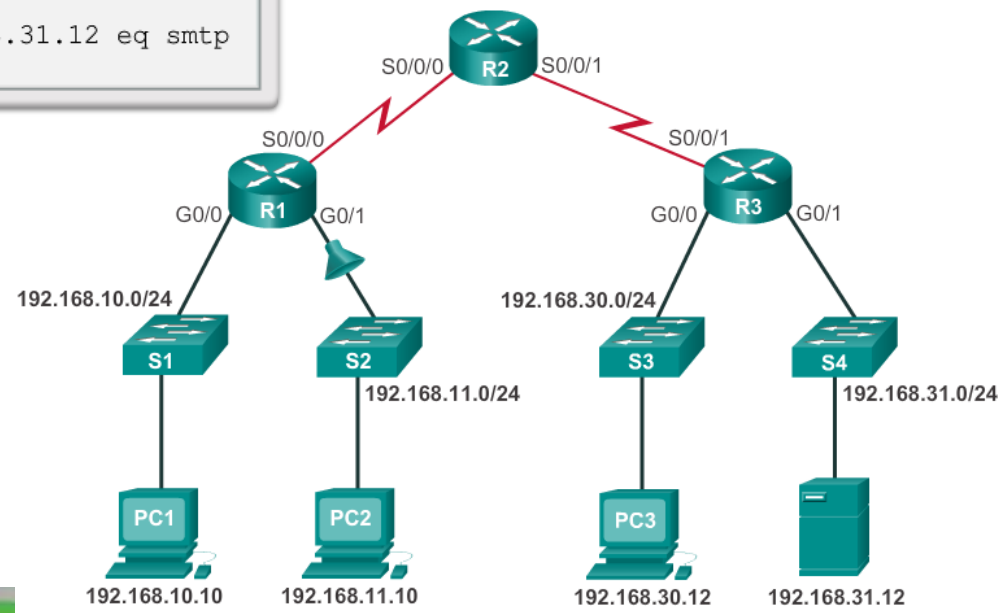 .31.12 eq smtp
R2
S0/0/0
S0/0/1
S0/0/0
S0/0/1
R1
R3
G0/0
G0/1
G0/0
G0/1
192.168.10.0/24
192.168.30.0/24
S1
S2
S3
S4
192.168.11.0/24
192.168.31.0/24
PC1
PC2
PC3
192.168.10.10
192.168.11.10
192.168.30.12
192.168.31.12